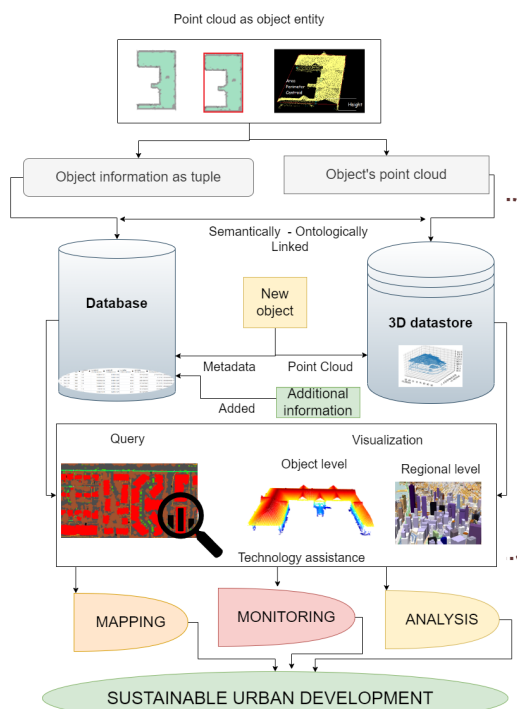 Point cloud as object entity
Area
Perameter
Centroid
Height
Object information as tuple
Object's point cloud
Semantically - Ontologically
Linked
Database
New
object
3D datastore
Metadata
Point Cloud
Added
Additional
information
Query
Visualization
Object level
Regional level
Technology assistance
MAPPING
MONITORING
ANALYSIS
SUSTAINABLE URBAN DEVELOPMENT